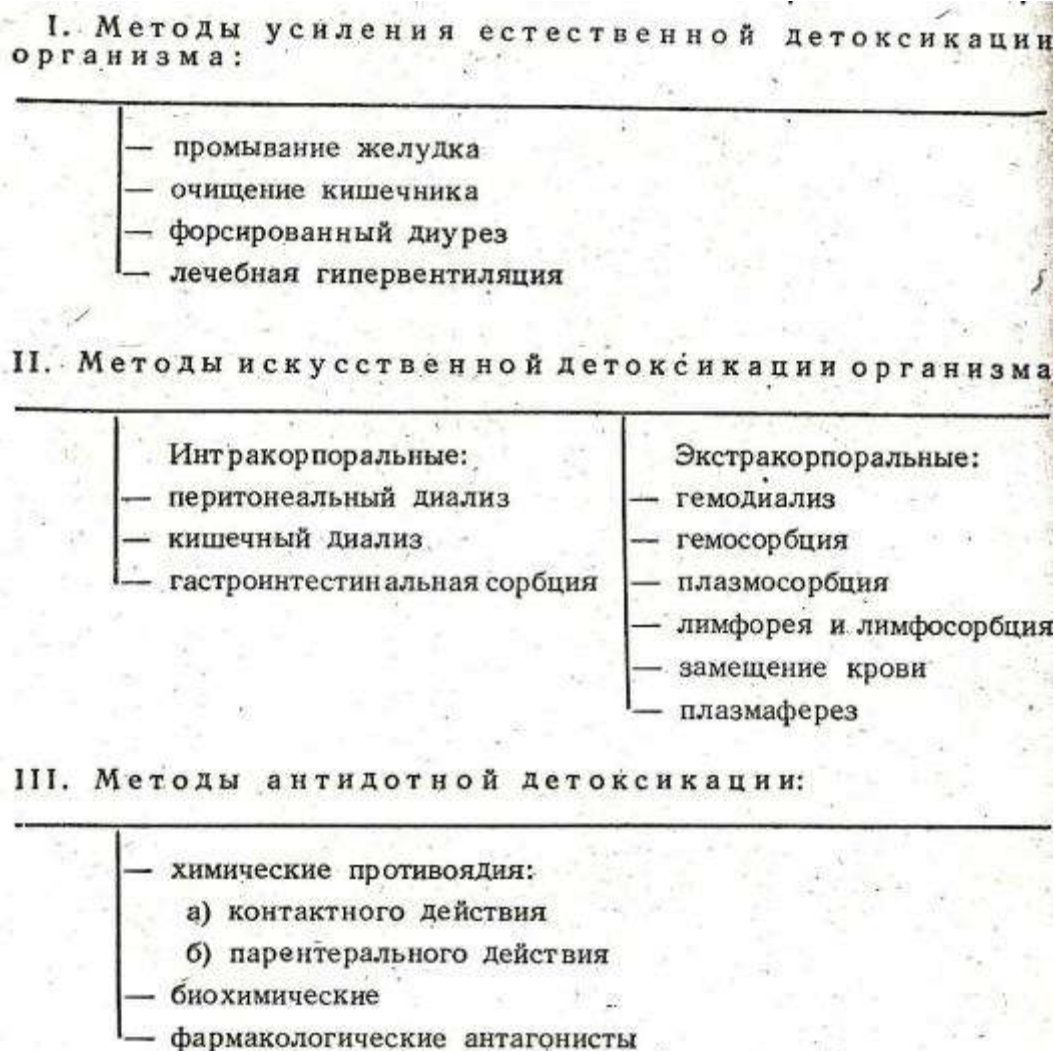 I. Методы усиления естественной детоксикации
организма:
— промывание желудка
— очищение кишечника
— форсированный диурез
— лечебная гипервентиляция
II. Методы искусственной детоксикации организма
Интракорпоральные:
— перитонеальный диализ
— кишечный диализ
— гастроинтестинальная сорбция
Экстракорпоральные:
— гемодиализ
— гемосорбция
— плазмосорбция
— лимфорея и лимфосорбция
— замещение крови
— плазмаферез
III. Методы антидотной детоксикации:
— химические противоядия:
а) контактного действия
б) парентерального действия
— биохимические
— фармакологические антагонисты